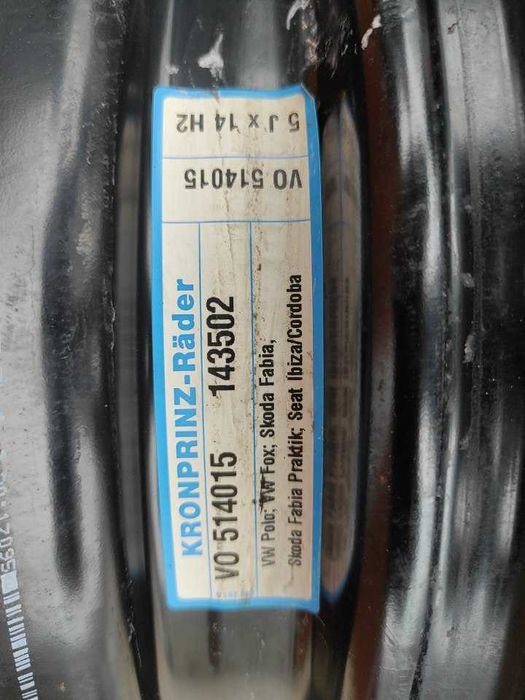 KRONPRINZ-Räder
VO 514015 143502
VW Polo; VW Fox; Skoda Fabia,
Skoda Fabia Praktik; Seat Ibiza/Cordoba
VO 514015
5 J x 14 H2